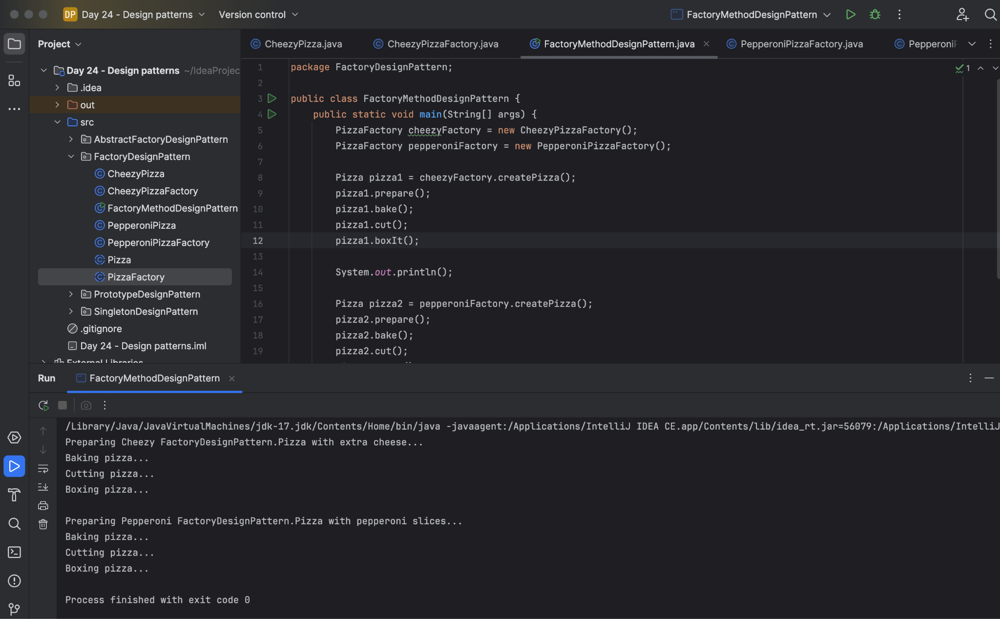 DP Day 24 - Design patterns Version control FactoryMethodDesignPattern
Project
CheezyPizza.java CheezyPizzaFactory.java FactoryMethodDesignPattern.java PepperoniPizzaFactory.java
Day 24 - Design patterns ~/IdeaProjec
.idea
out
src
AbstractFactoryDesignPattern
FactoryDesignPattern
CheezyPizza
CheezyPizzaFactory
FactoryMethodDesignPattern
PepperoniPizza
PepperoniPizzaFactory
Pizza
PizzaFactory
PrototypeDesignPattern
SingletonDesignPattern
.gitignore
Day 24 - Design patterns.iml
External Libraries
1
1 package FactoryDesignPattern;
2
3 public class FactoryMethodDesignPattern {
4 public static void main(String[] args) {
5 PizzaFactory cheezyFactory = new CheezyPizzaFactory();
6 PizzaFactory pepperoniFactory = new PepperoniPizzaFactory();
7
8 Pizza pizza1 = cheezyFactory.createPizza();
9 pizza1.prepare();
10 pizza1.bake();
11 pizza1.cut();
12 pizza1.boxIt();
13
14 System.out.println();
15
16 Pizza pizza2 = pepperoniFactory.createPizza();
17 pizza2.prepare();
18 pizza2.bake();
19 pizza2.cut();
Run FactoryMethodDesignPattern
/Library/Java/JavaVirtualMachines/jdk-17.jdk/Contents/Home/bin/java -javaagent:/Applications/IntelliJ IDEA CE.app/Contents/lib/idea_rt.jar=56079:/Applications/IntelliJ
Preparing Cheezy FactoryDesignPattern.Pizza with extra cheese...
Baking pizza...
Cutting pizza...
Boxing pizza...
Preparing Pepperoni FactoryDesignPattern.Pizza with pepperoni slices...
Baking pizza...
Cutting pizza...
Boxing pizza...
Process finished with exit code 0